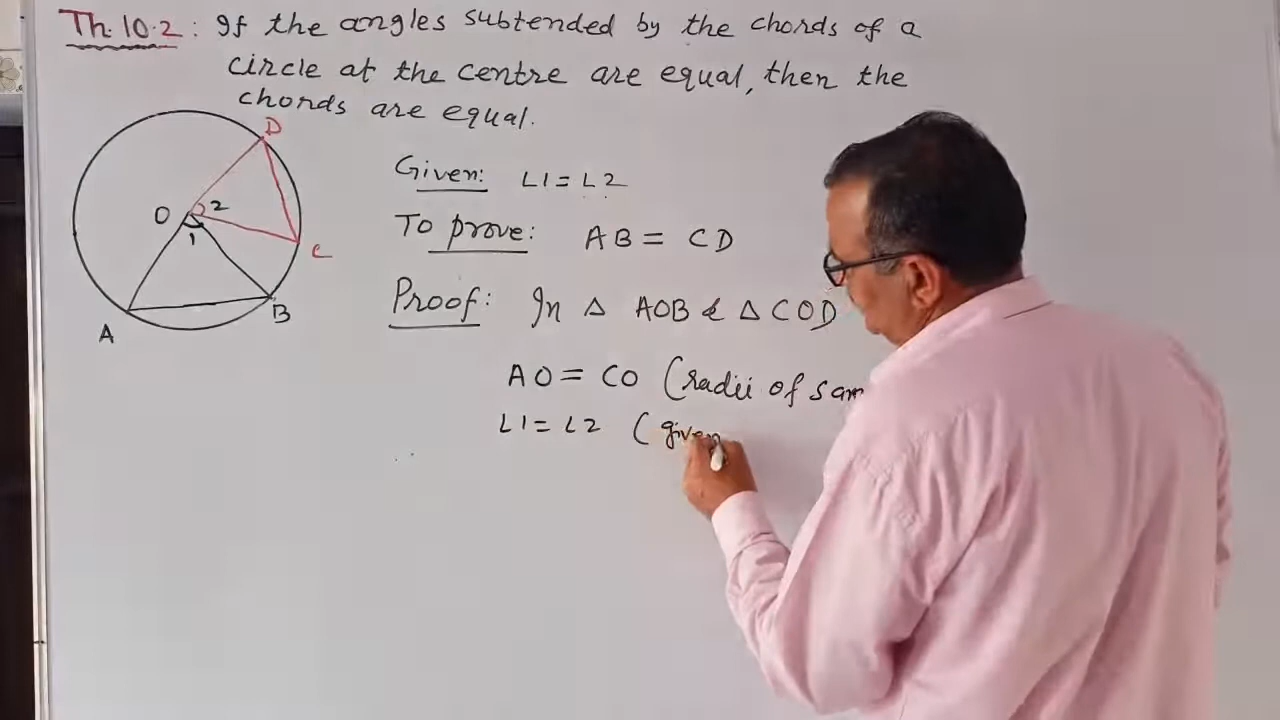 Th. 10.2 : If the angles subtended by the chords of a
circle at the centre are equal, then the
chords are equal.
D
Given: ∠1 = ∠2
O 2
1
To prove: AB = CD
C
Proof: In △ AOB & △ COD
B
A
AO = CO (radii of sam
∠1 = ∠2 (given